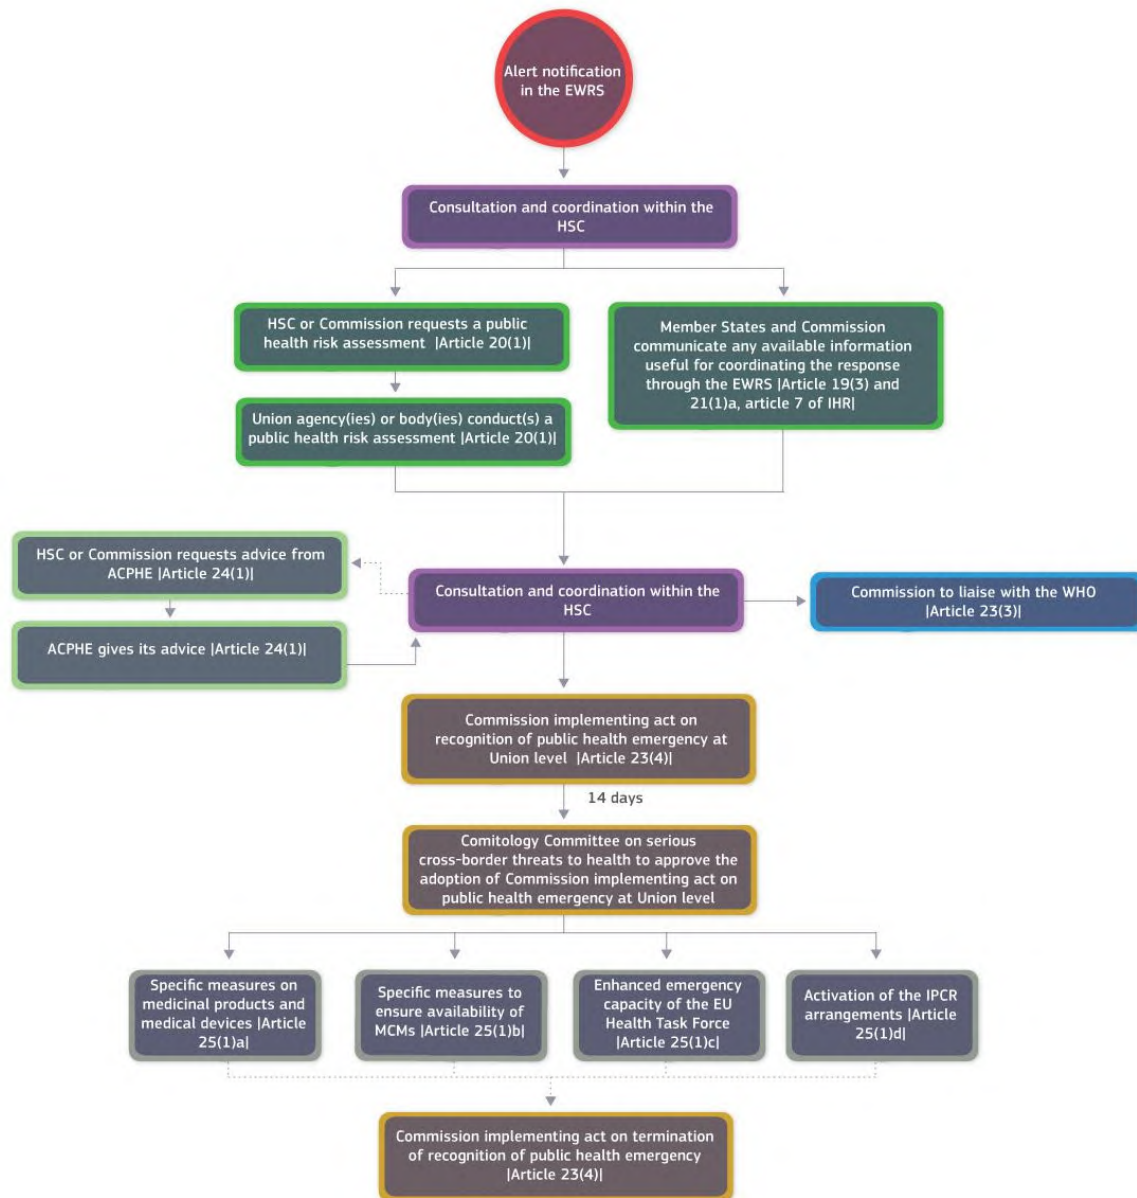 Alert notification
in the EWRS
Consultation and coordination within the
HSC
HSC or Commission requests a public
health risk assessment |Article 20(1)|
Union agency(ies) or body(ies) conduct(s) a
public health risk assessment |Article 20(1)|
Member States and Commission
communicate any available information
useful for coordinating the response
through the EWRS |Article 19(3) and
21(1)a, article 7 of IHR|
HSC or Commission requests advice from
ACPHE |Article 24(1)|
ACPHE gives its advice |Article 24(1)|
Consultation and coordination within the
HSC
Commission to liaise with the WHO
|Article 23(3)|
Commission implementing act on
recognition of public health emergency at
Union level |Article 23(4)|
14 days
Comitology Committee on serious
cross-border threats to health to approve the
adoption of Commission implementing act on
public health emergency at Union level
Specific measures on
medicinal products and
medical devices |Article
25(1)a|
Specific measures to
ensure availability of
MCMs |Article 25(1)b|
Enhanced emergency
capacity of the EU
Health Task Force
|Article 25(1)c|
Activation of the IPCR
arrangements |Article
25(1)d|
Commission implementing act on termination
of recognition of public health emergency
|Article 23(4)|